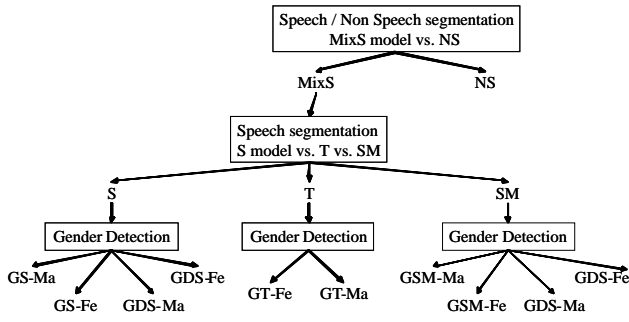 Speech / Non Speech segmentation
MixS model vs. NS
MixS
NS
Speech segmentation
S model vs. T vs. SM
S
T
SM
Gender Detection
Gender Detection
Gender Detection
GS-Ma
GDS-Fe
GS-Fe
GDS-Ma
GT-Fe
GT-Ma
GSM-Ma
GDS-Fe
GSM-Fe
GDS-Ma